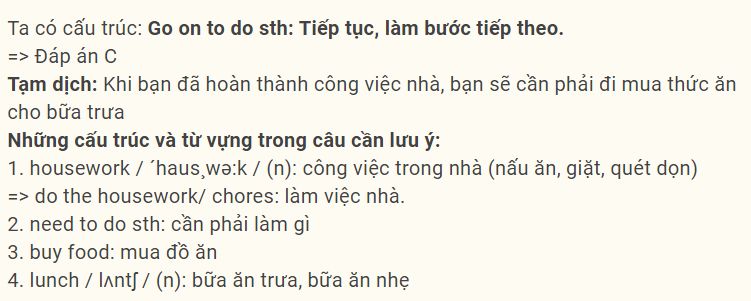 Ta có cấu trúc: Go on to do sth: Tiếp tục, làm bước tiếp theo.
=> Đáp án C
Tạm dịch: Khi bạn đã hoàn thành công việc nhà, bạn sẽ cần phải đi mua thức ăn
cho bữa trưa
Những cấu trúc và từ vựng trong câu cần lưu ý:
1. housework / ´haus¸wə:k / (n): công việc trong nhà (nấu ăn, giặt, quét dọn)
=> do the housework/ chores: làm việc nhà.
2. need to do sth: cần phải làm gì
3. buy food: mua đồ ăn
4. lunch / lʌntʃ / (n): bữa ăn trưa, bữa ăn nhẹ